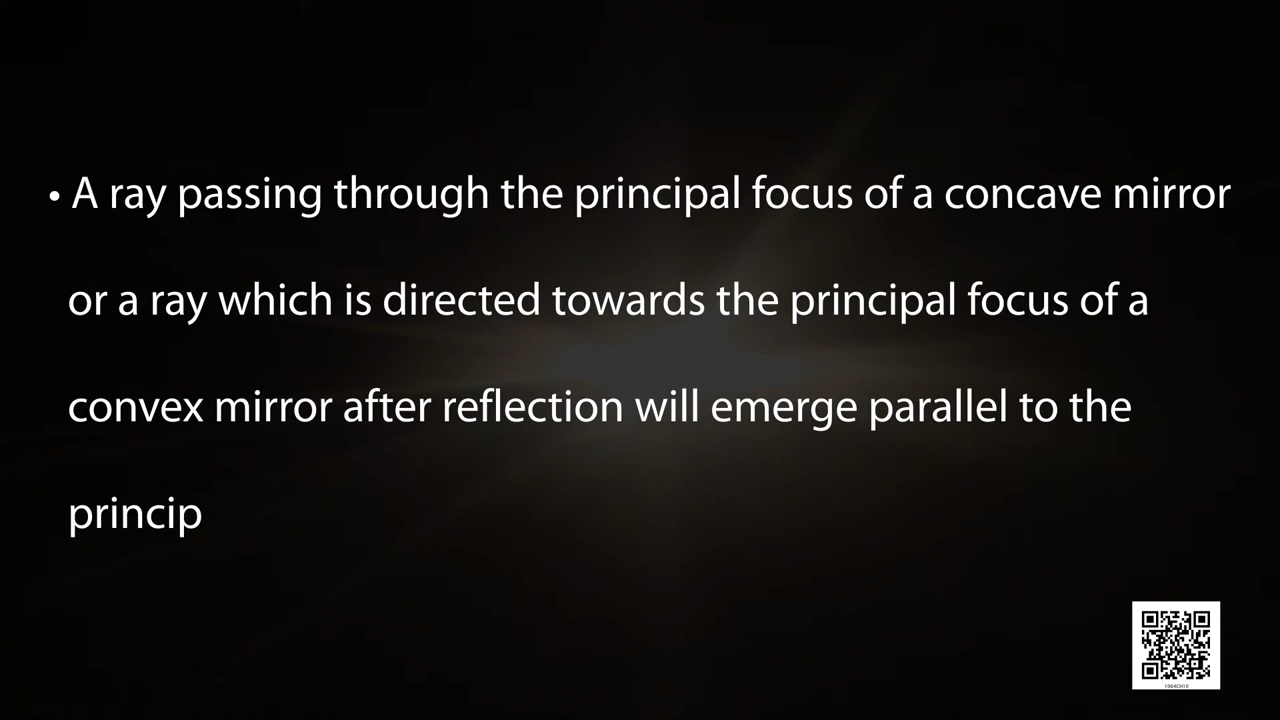 • A ray passing through the principal focus of a concave mirror
or a ray which is directed towards the principal focus of a
convex mirror after reflection will emerge parallel to the
princip
1064CH10